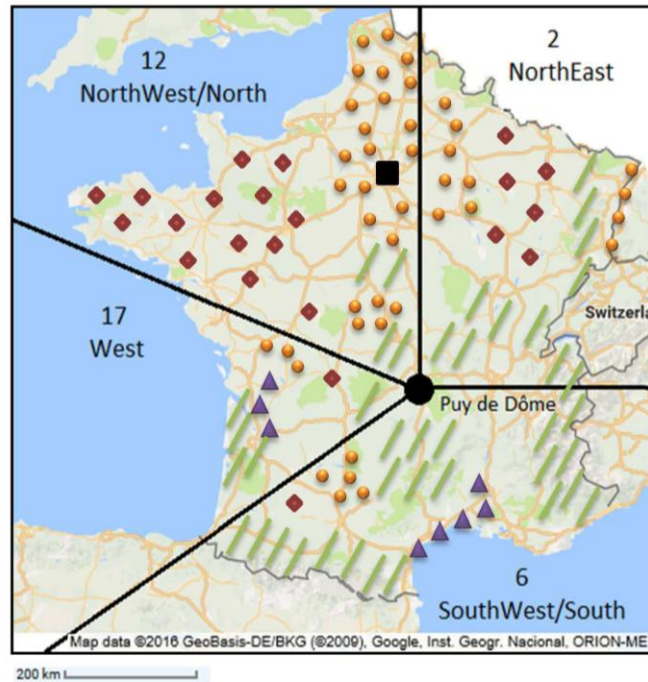 12
NorthWest/North
2
NorthEast
17
West
Switzerla
Puy de Dôme
6
SouthWest/South
Map data ©2016 GeoBasis-DE/BKG (©2009), Google, Inst. Geogr. Nacional, ORION-ME
200 km